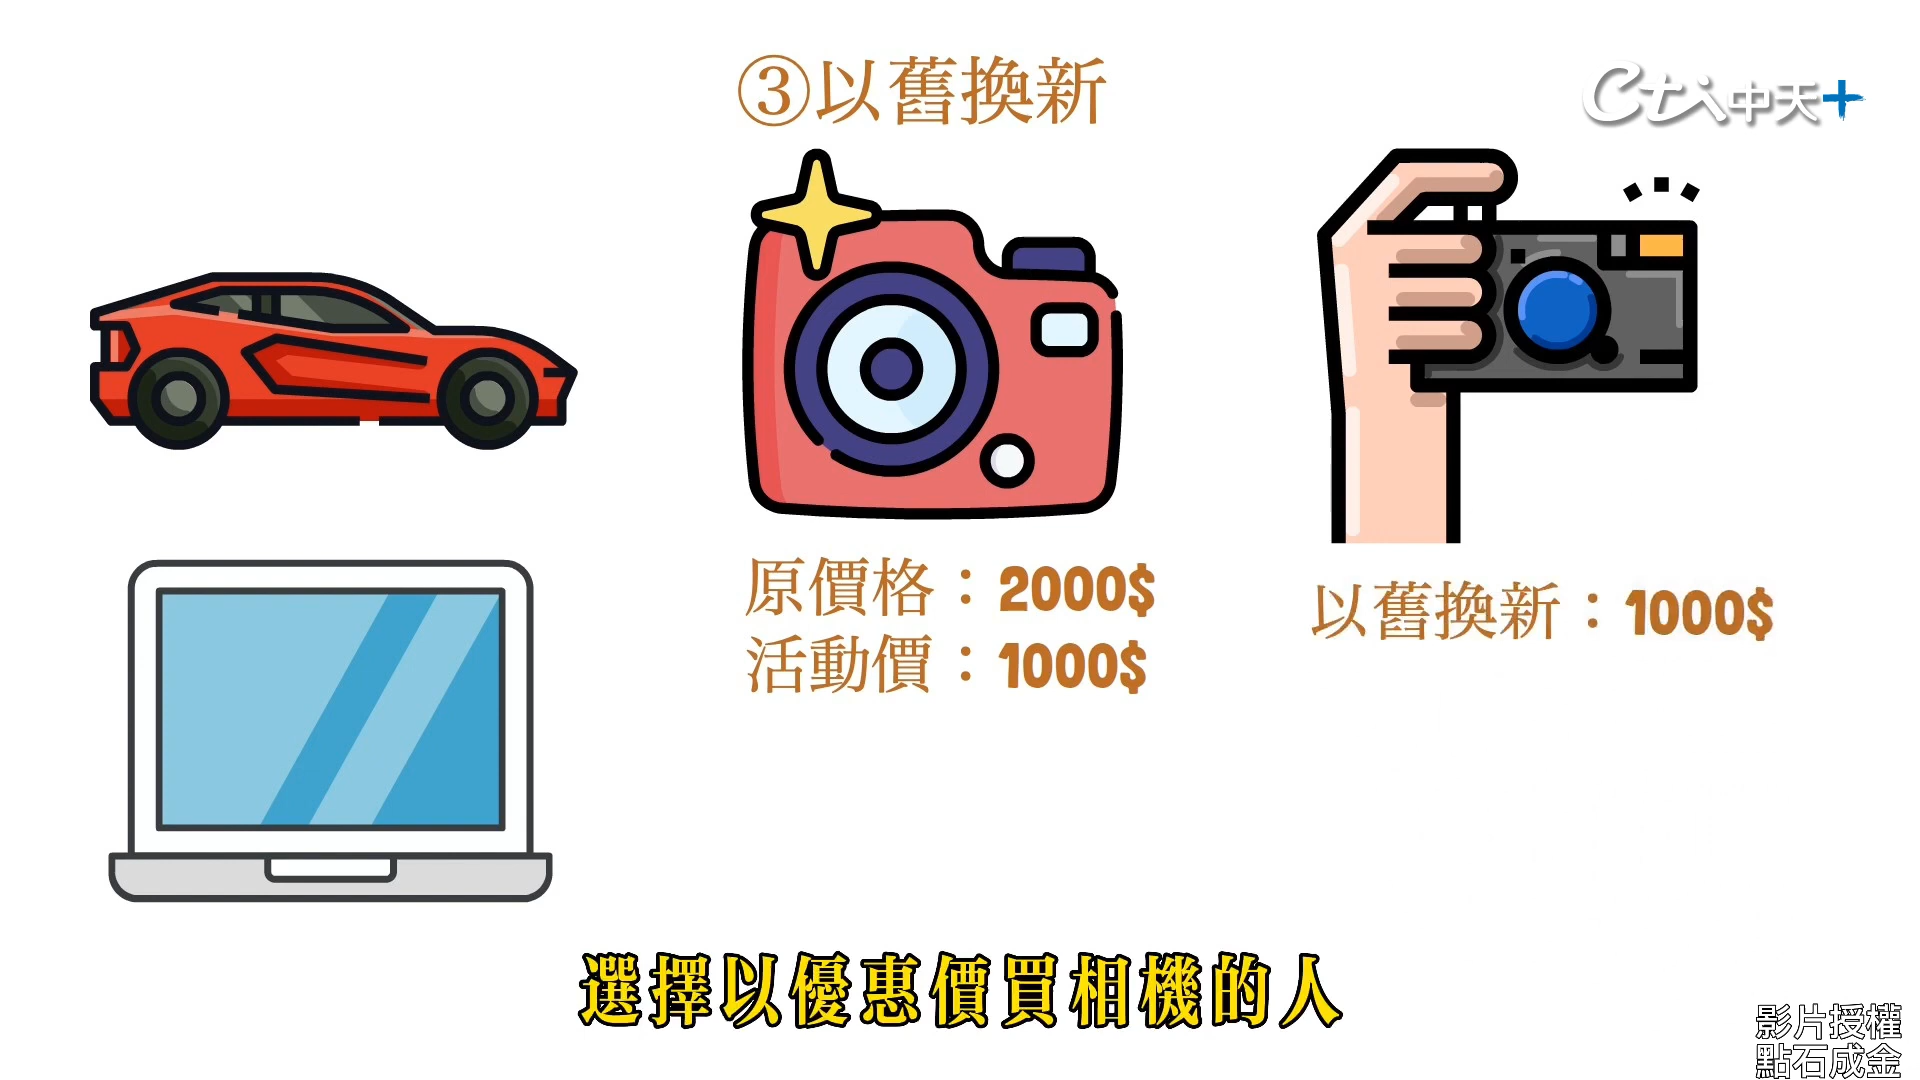 ③以舊換新
cti中天+
原價格：2000$
活動價：1000$
以舊換新：1000$
選擇以優惠價買相機的人
影片授權
點石成金